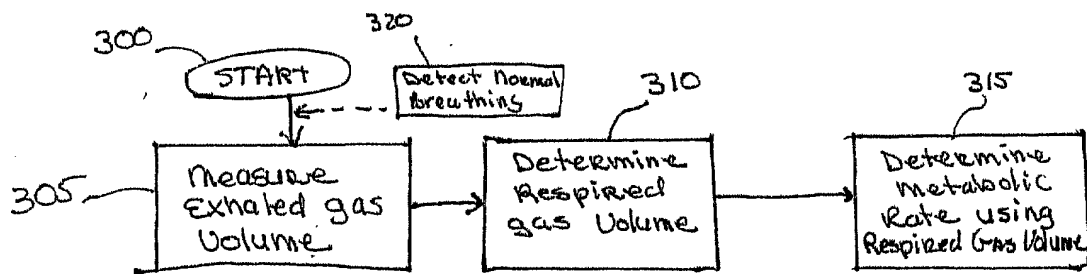 300
START
320
Detect Normal
Breathing
305
Measure
Exhaled gas
Volume
310
Determine
Respired
gas Volume
315
Determine
Metabolic
Rate using
Respired Gas Volume